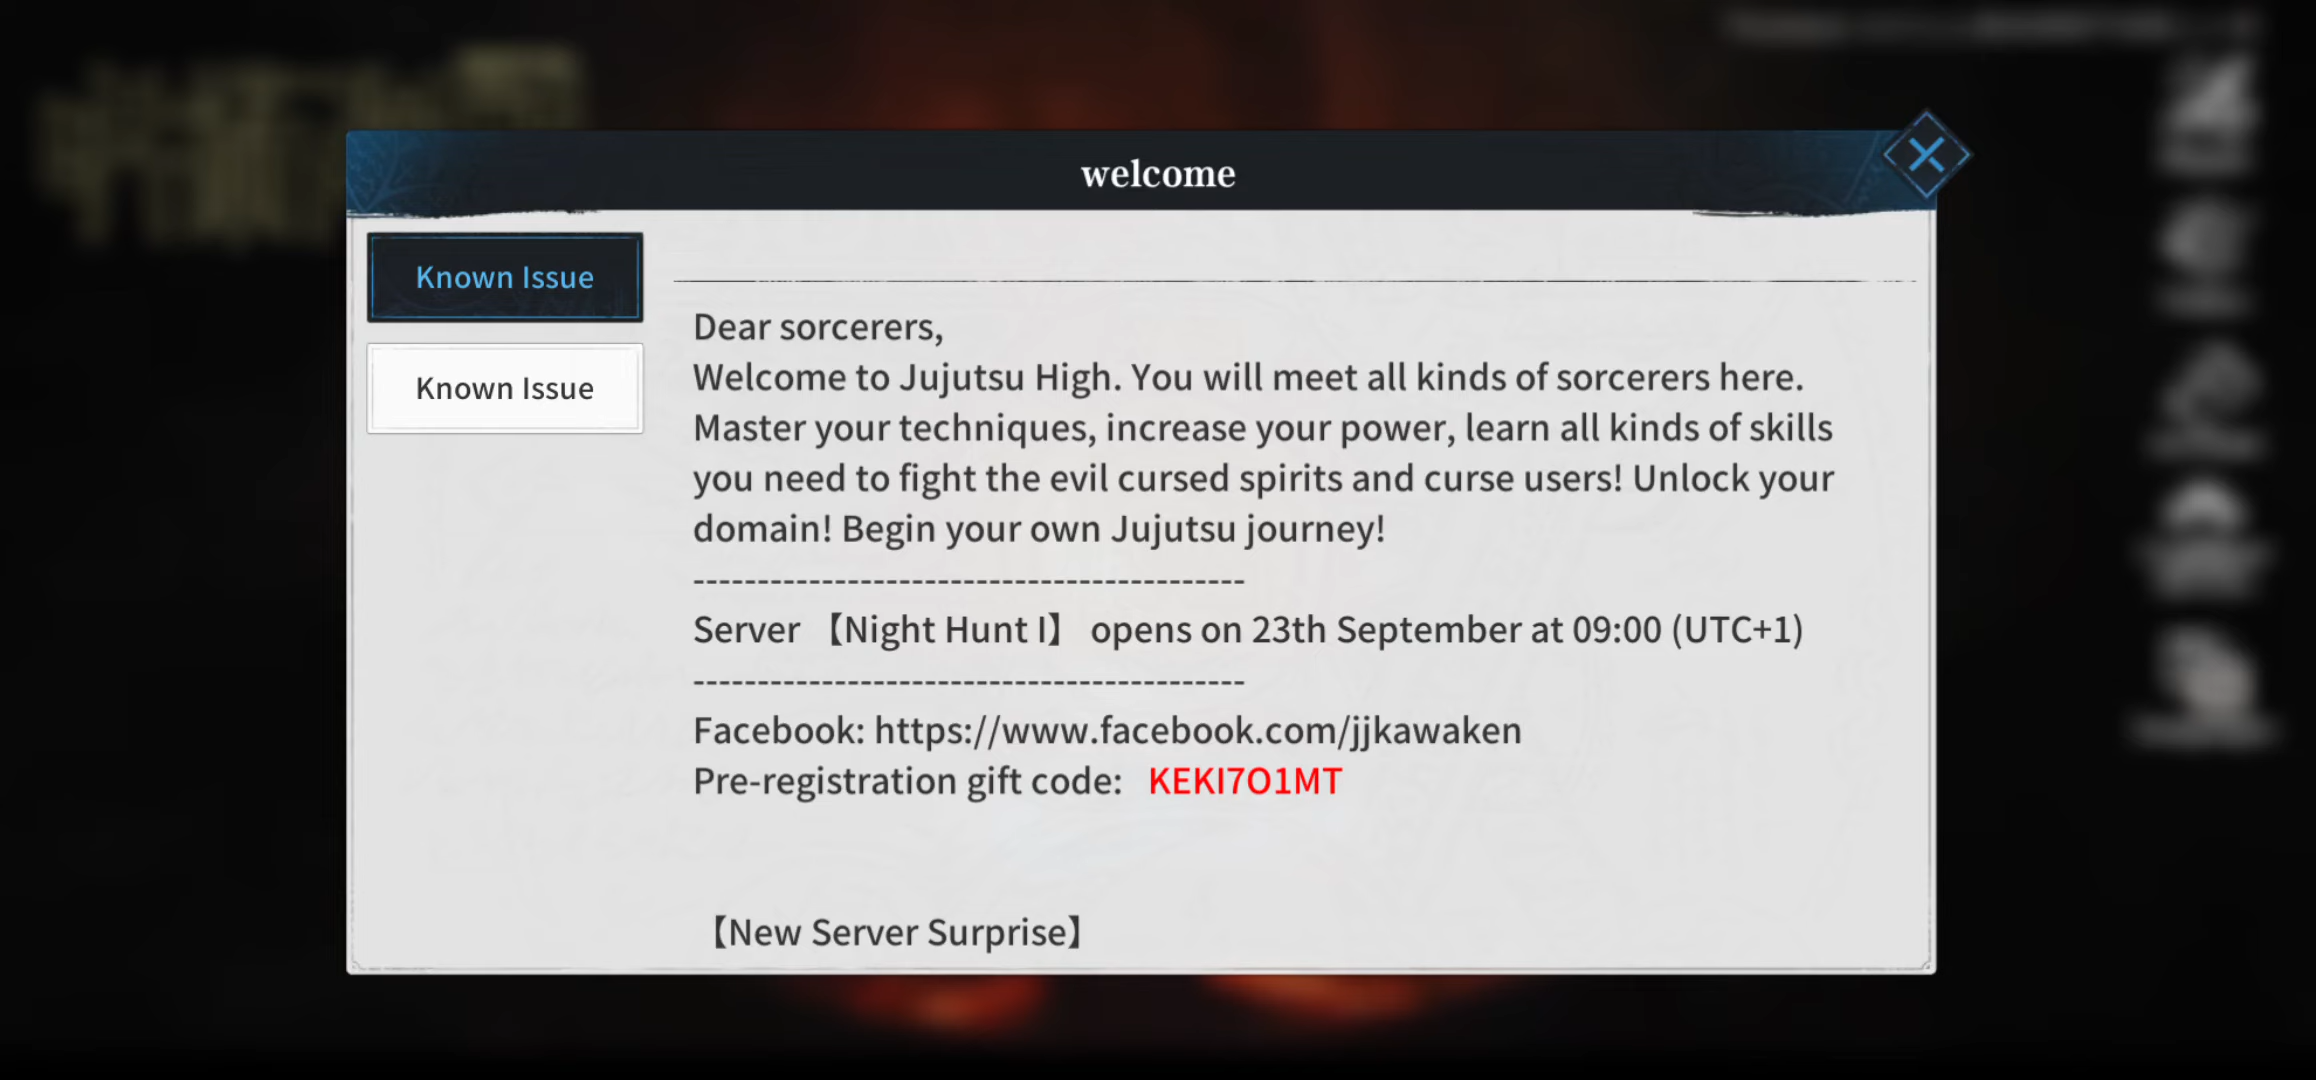 welcome
Known Issue
Known Issue
Dear sorcerers,
Welcome to Jujutsu High. You will meet all kinds of sorcerers here.
Master your techniques, increase your power, learn all kinds of skills
you need to fight the evil cursed spirits and curse users! Unlock your
domain! Begin your own Jujutsu journey!
-------------------------------------------
Server 【Night Hunt I】 opens on 23th September at 09:00 (UTC+1)
-------------------------------------------
Facebook: https://www.facebook.com/jjkawaken
Pre-registration gift code: KEKI7O1MT
【New Server Surprise】